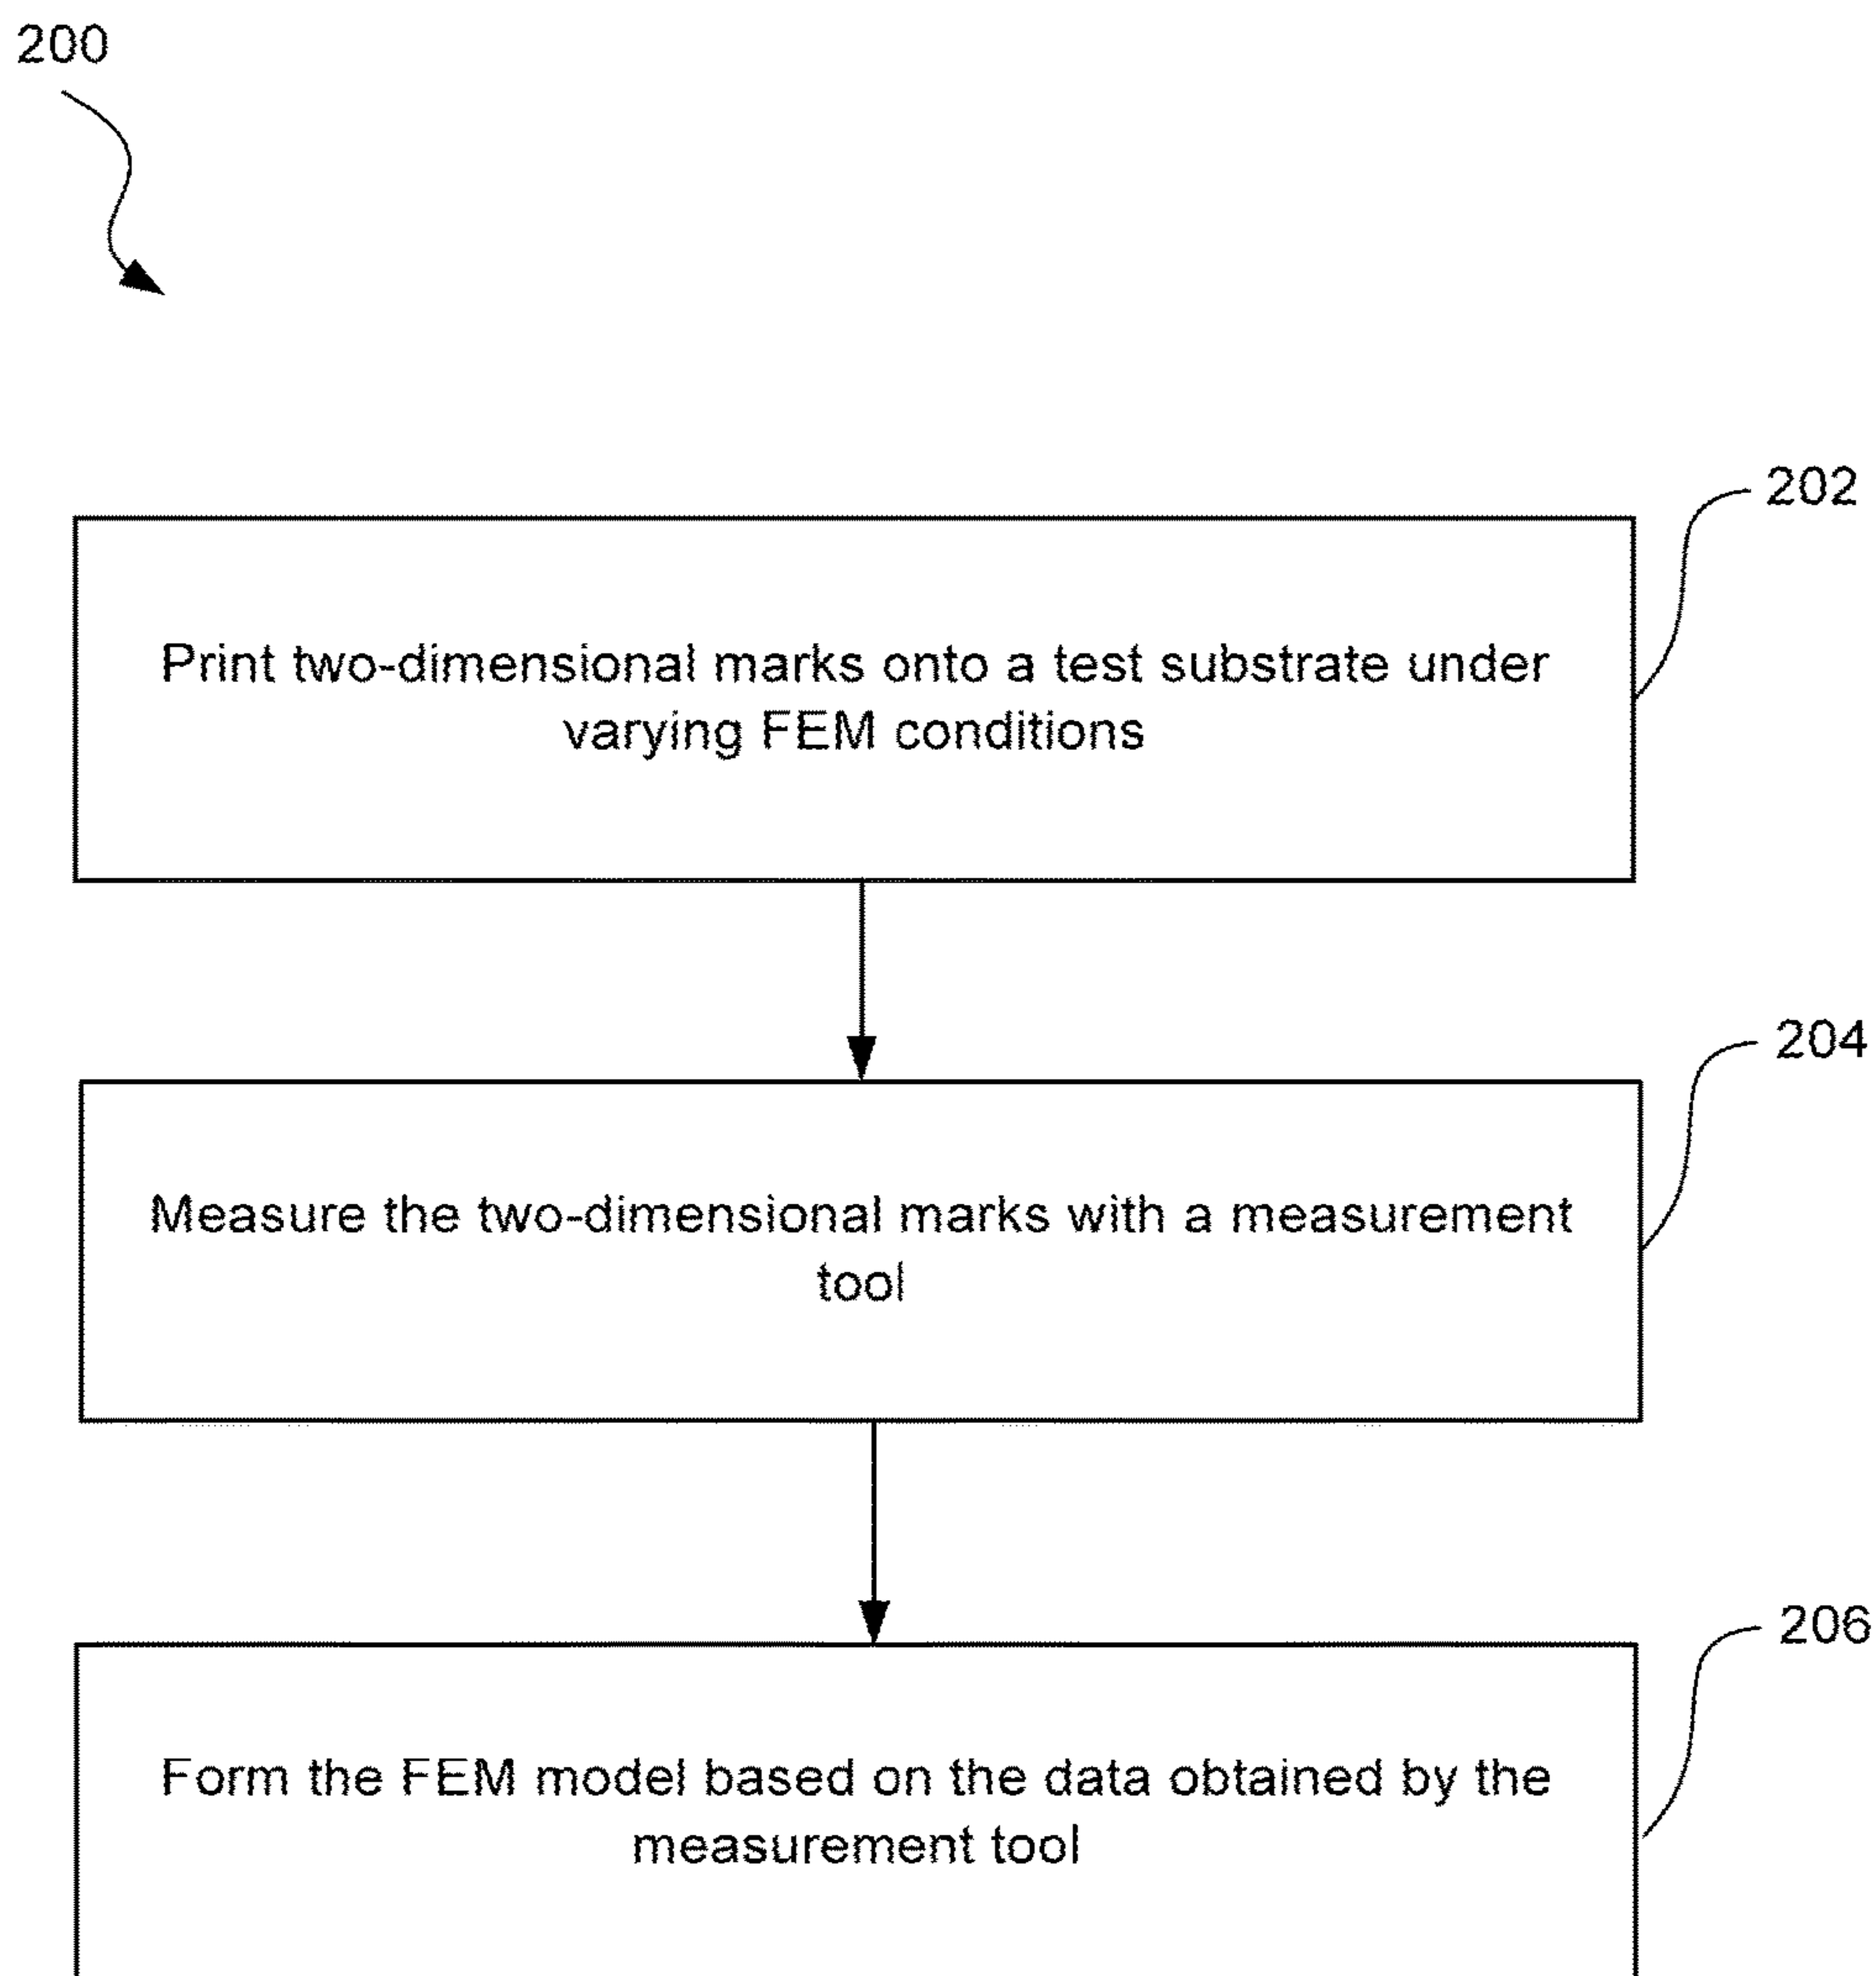 200
202
Print two-dimensional marks onto a test substrate under
varying FEM conditions
204
Measure the two-dimensional marks with a measurement
tool
206
Form the FEM model based on the data obtained by the
measurement tool